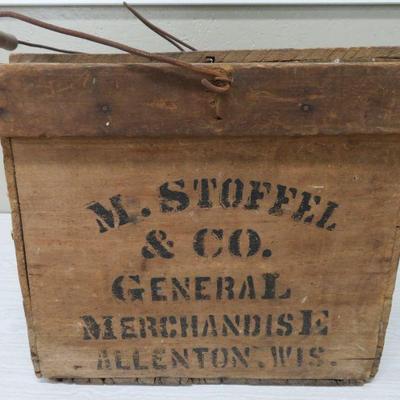 M. STOFFEL
& CO.
GENERAL
MERCHANDISE
ALLENTON, WIS.